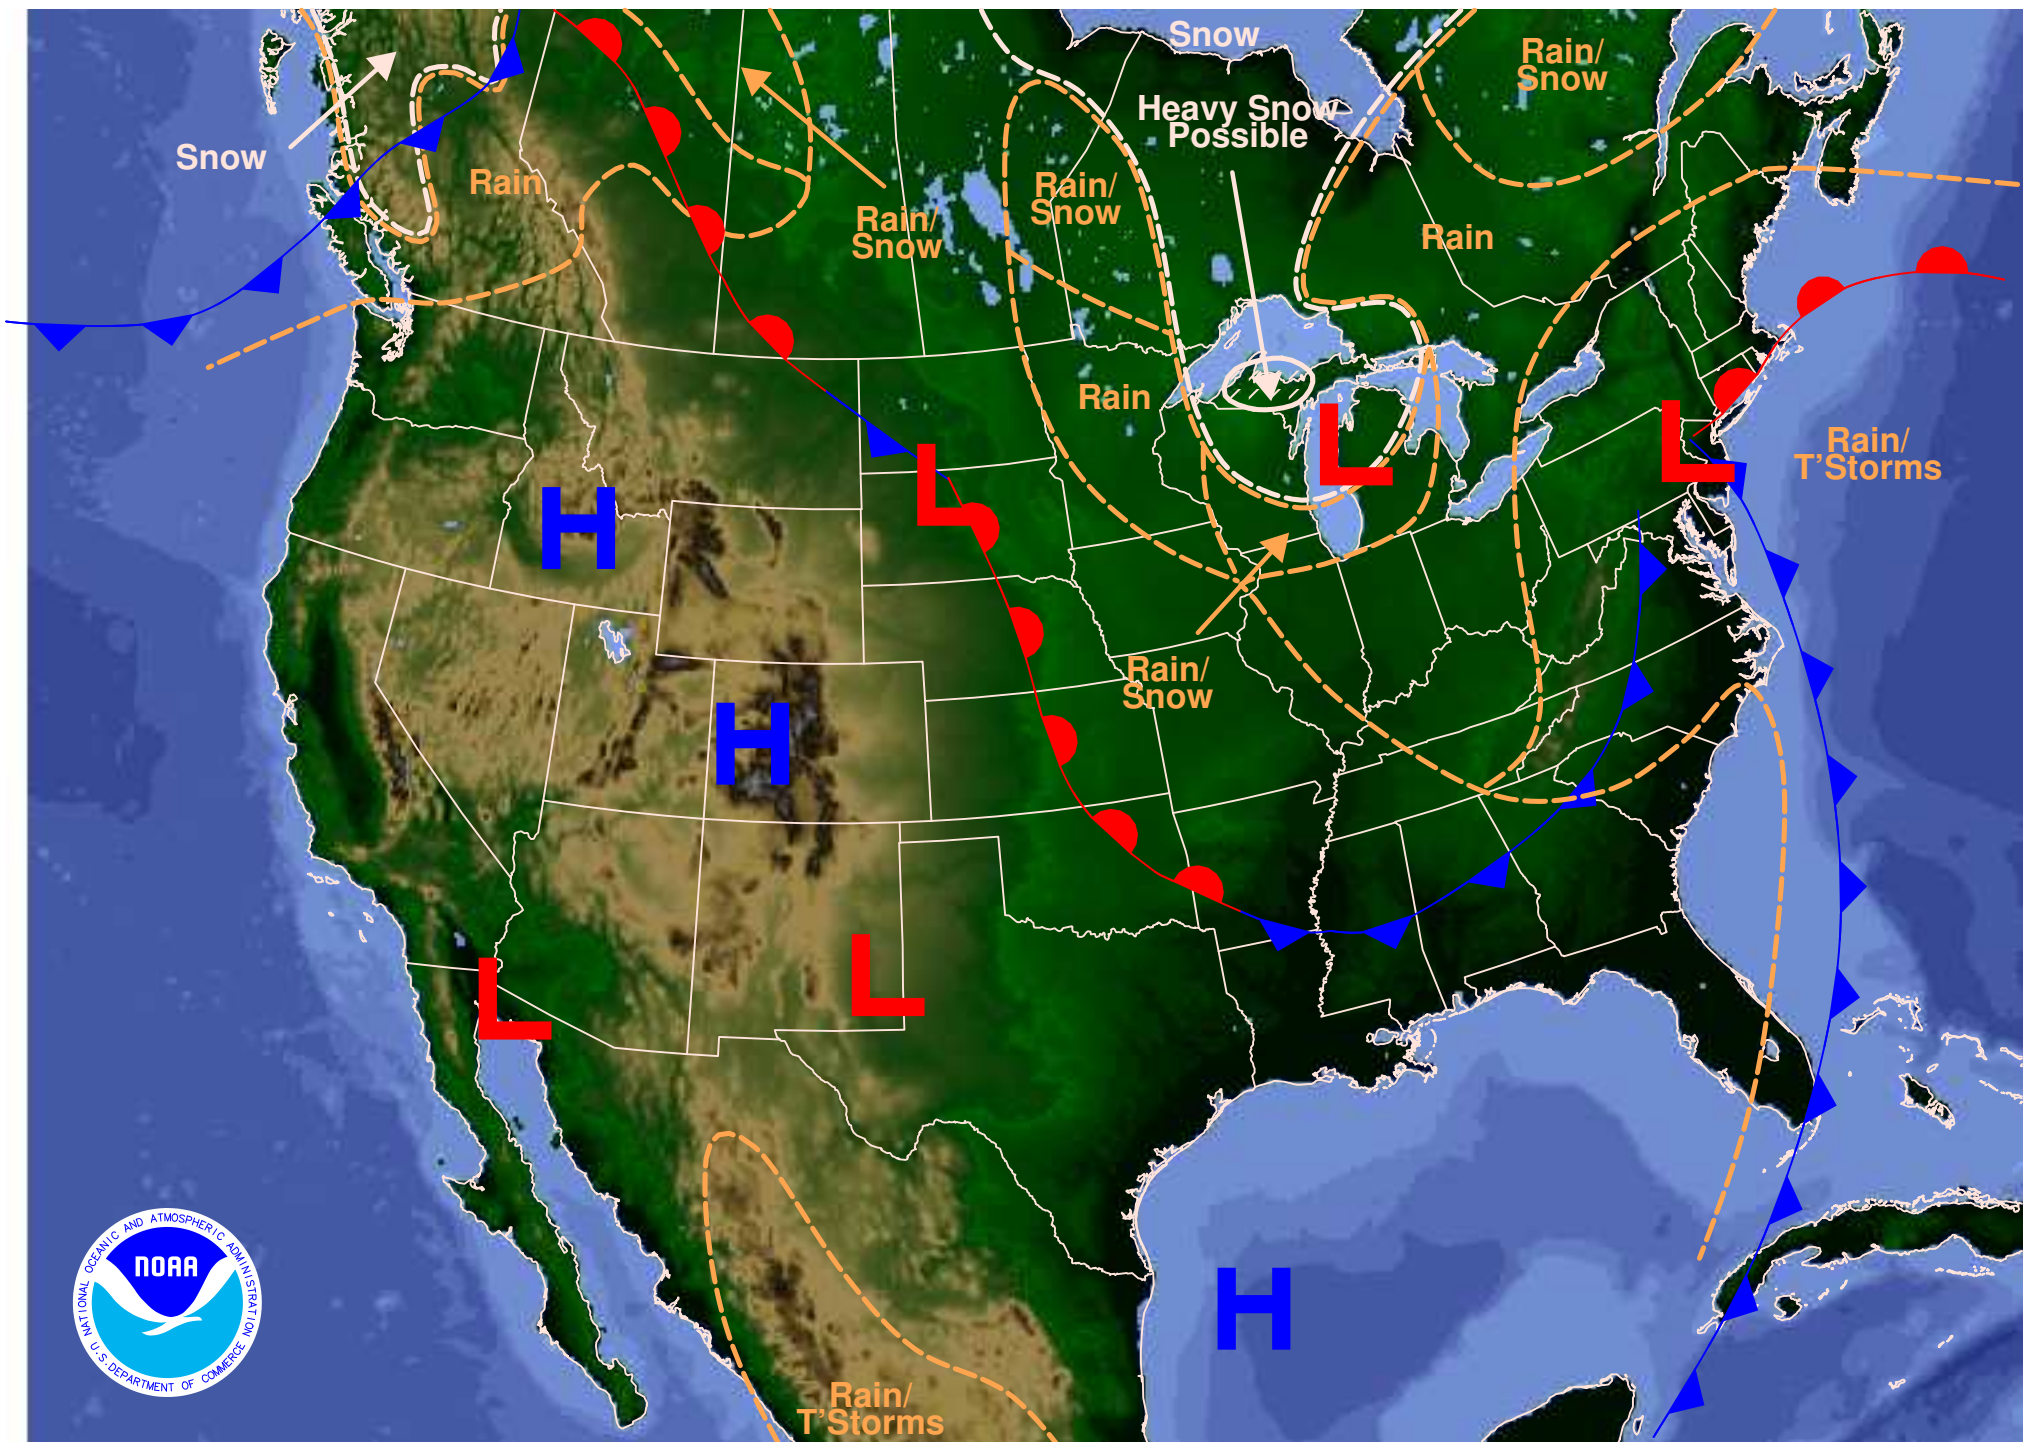 Snow
Rain/
Snow
Heavy Snow
Possible
Snow
Rain
Rain/
Snow
Rain/
Snow
Rain
Rain
Rain/
T'Storms
L
L
L
H
Rain/
Snow
H
L
L
H
Rain/
T'Storms
NATIONAL OCEANIC AND ATMOSPHERIC ADMINISTRATION
NOAA
U.S. DEPARTMENT OF COMMERCE